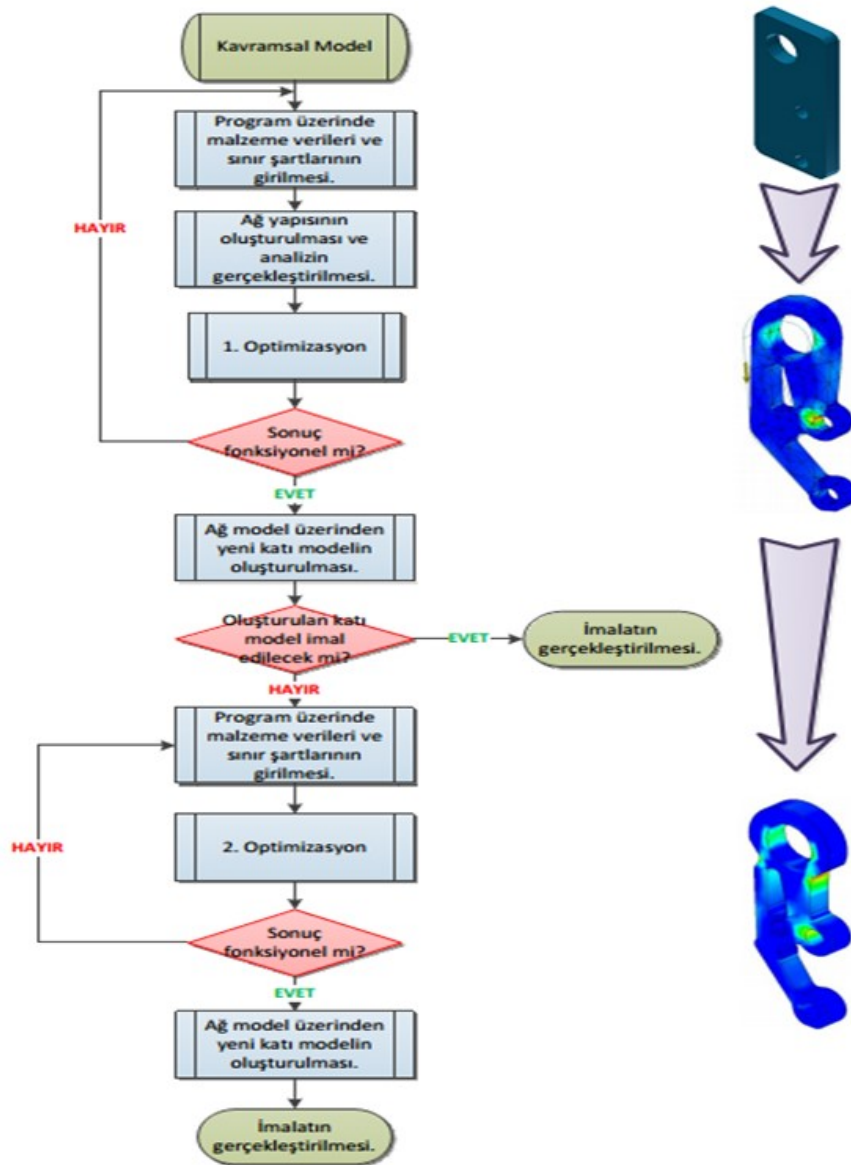 Kavramsal Model
Program üzerinde
malzeme verileri ve
sınır şartlarının
girilmesi.
HAYIR
Ağ yapısının
oluşturulması ve
analizin
gerçekleştirilmesi.
1. Optimizasyon
Sonuç
fonksiyonel mi?
EVET
Ağ model üzerinden
yeni katı modelin
oluşturulması.
Oluşturulan katı
model imal
edilecek mi?
EVET
İmalatın
gerçekleştirilmesi.
HAYIR
Program üzerinde
malzeme verileri ve
sınır şartlarının
girilmesi.
HAYIR
2. Optimizasyon
Sonuç
fonksiyonel mi?
EVET
Ağ model üzerinden
yeni katı modelin
oluşturulması.
İmalatın
gerçekleştirilmesi.